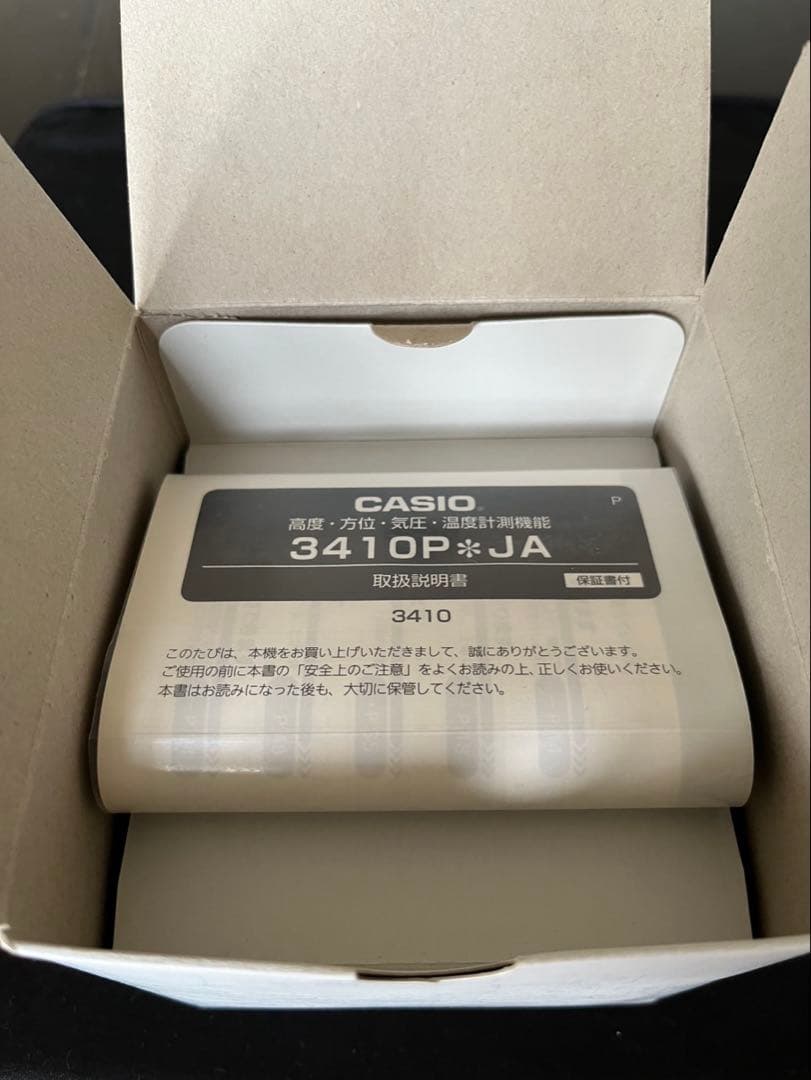 CASIO®
P
高度・方位・気圧・温度計測機能
3410P＊JA
取扱説明書 保証書付
3410
このたびは、本機をお買い上げいただきまして、誠にありがとうございます。
ご使用の前に本書の「安全上のご注意」をよくお読みの上、正しくお使いください。
本書はお読みになった後も、大切に保管してください。